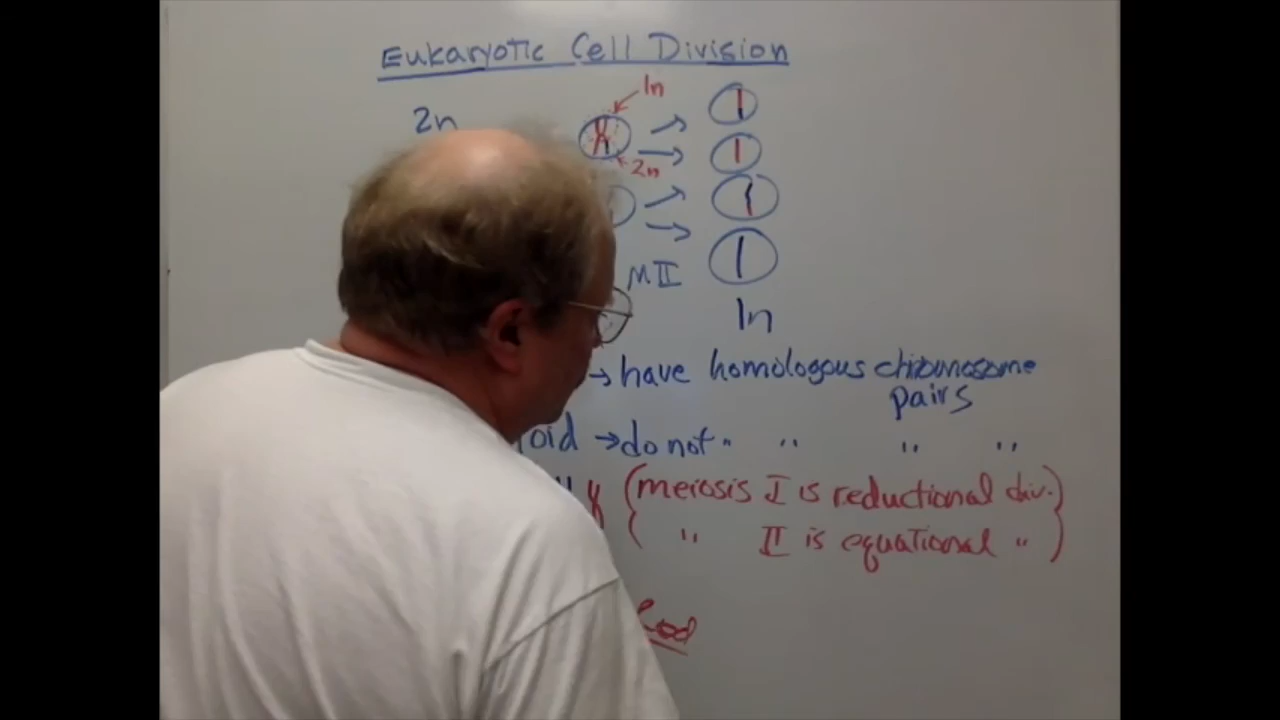 Eukaryotic Cell Division
1n
2n
2n
MII
1n
→ have homologous chromosome
pairs
oid → do not " " " "
(meiosis I is reductional div.)
( " II is equational " )